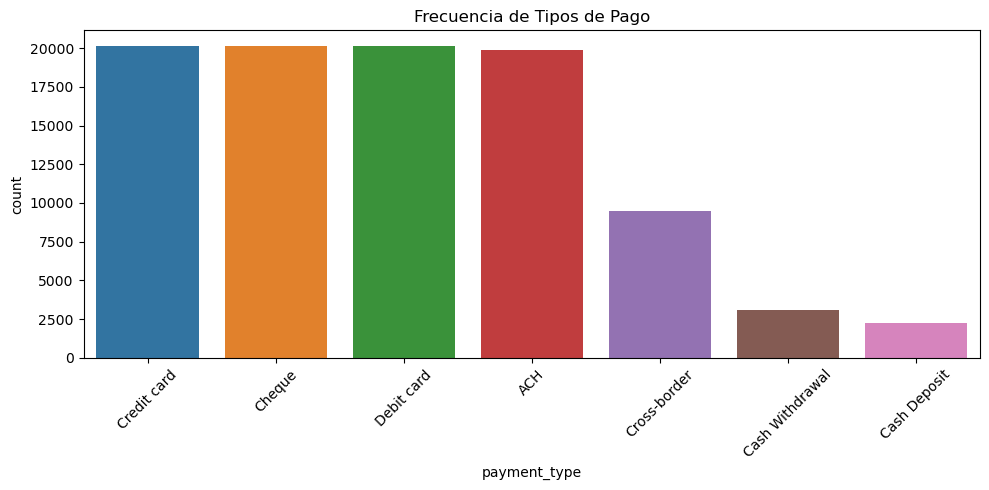 Frecuencia de Tipos de Pago
20000
17500
15000
12500
10000
7500
5000
2500
0
count
Credit card
Cheque
Debit card
ACH
Cross-border
Cash Withdrawal
Cash Deposit
payment_type